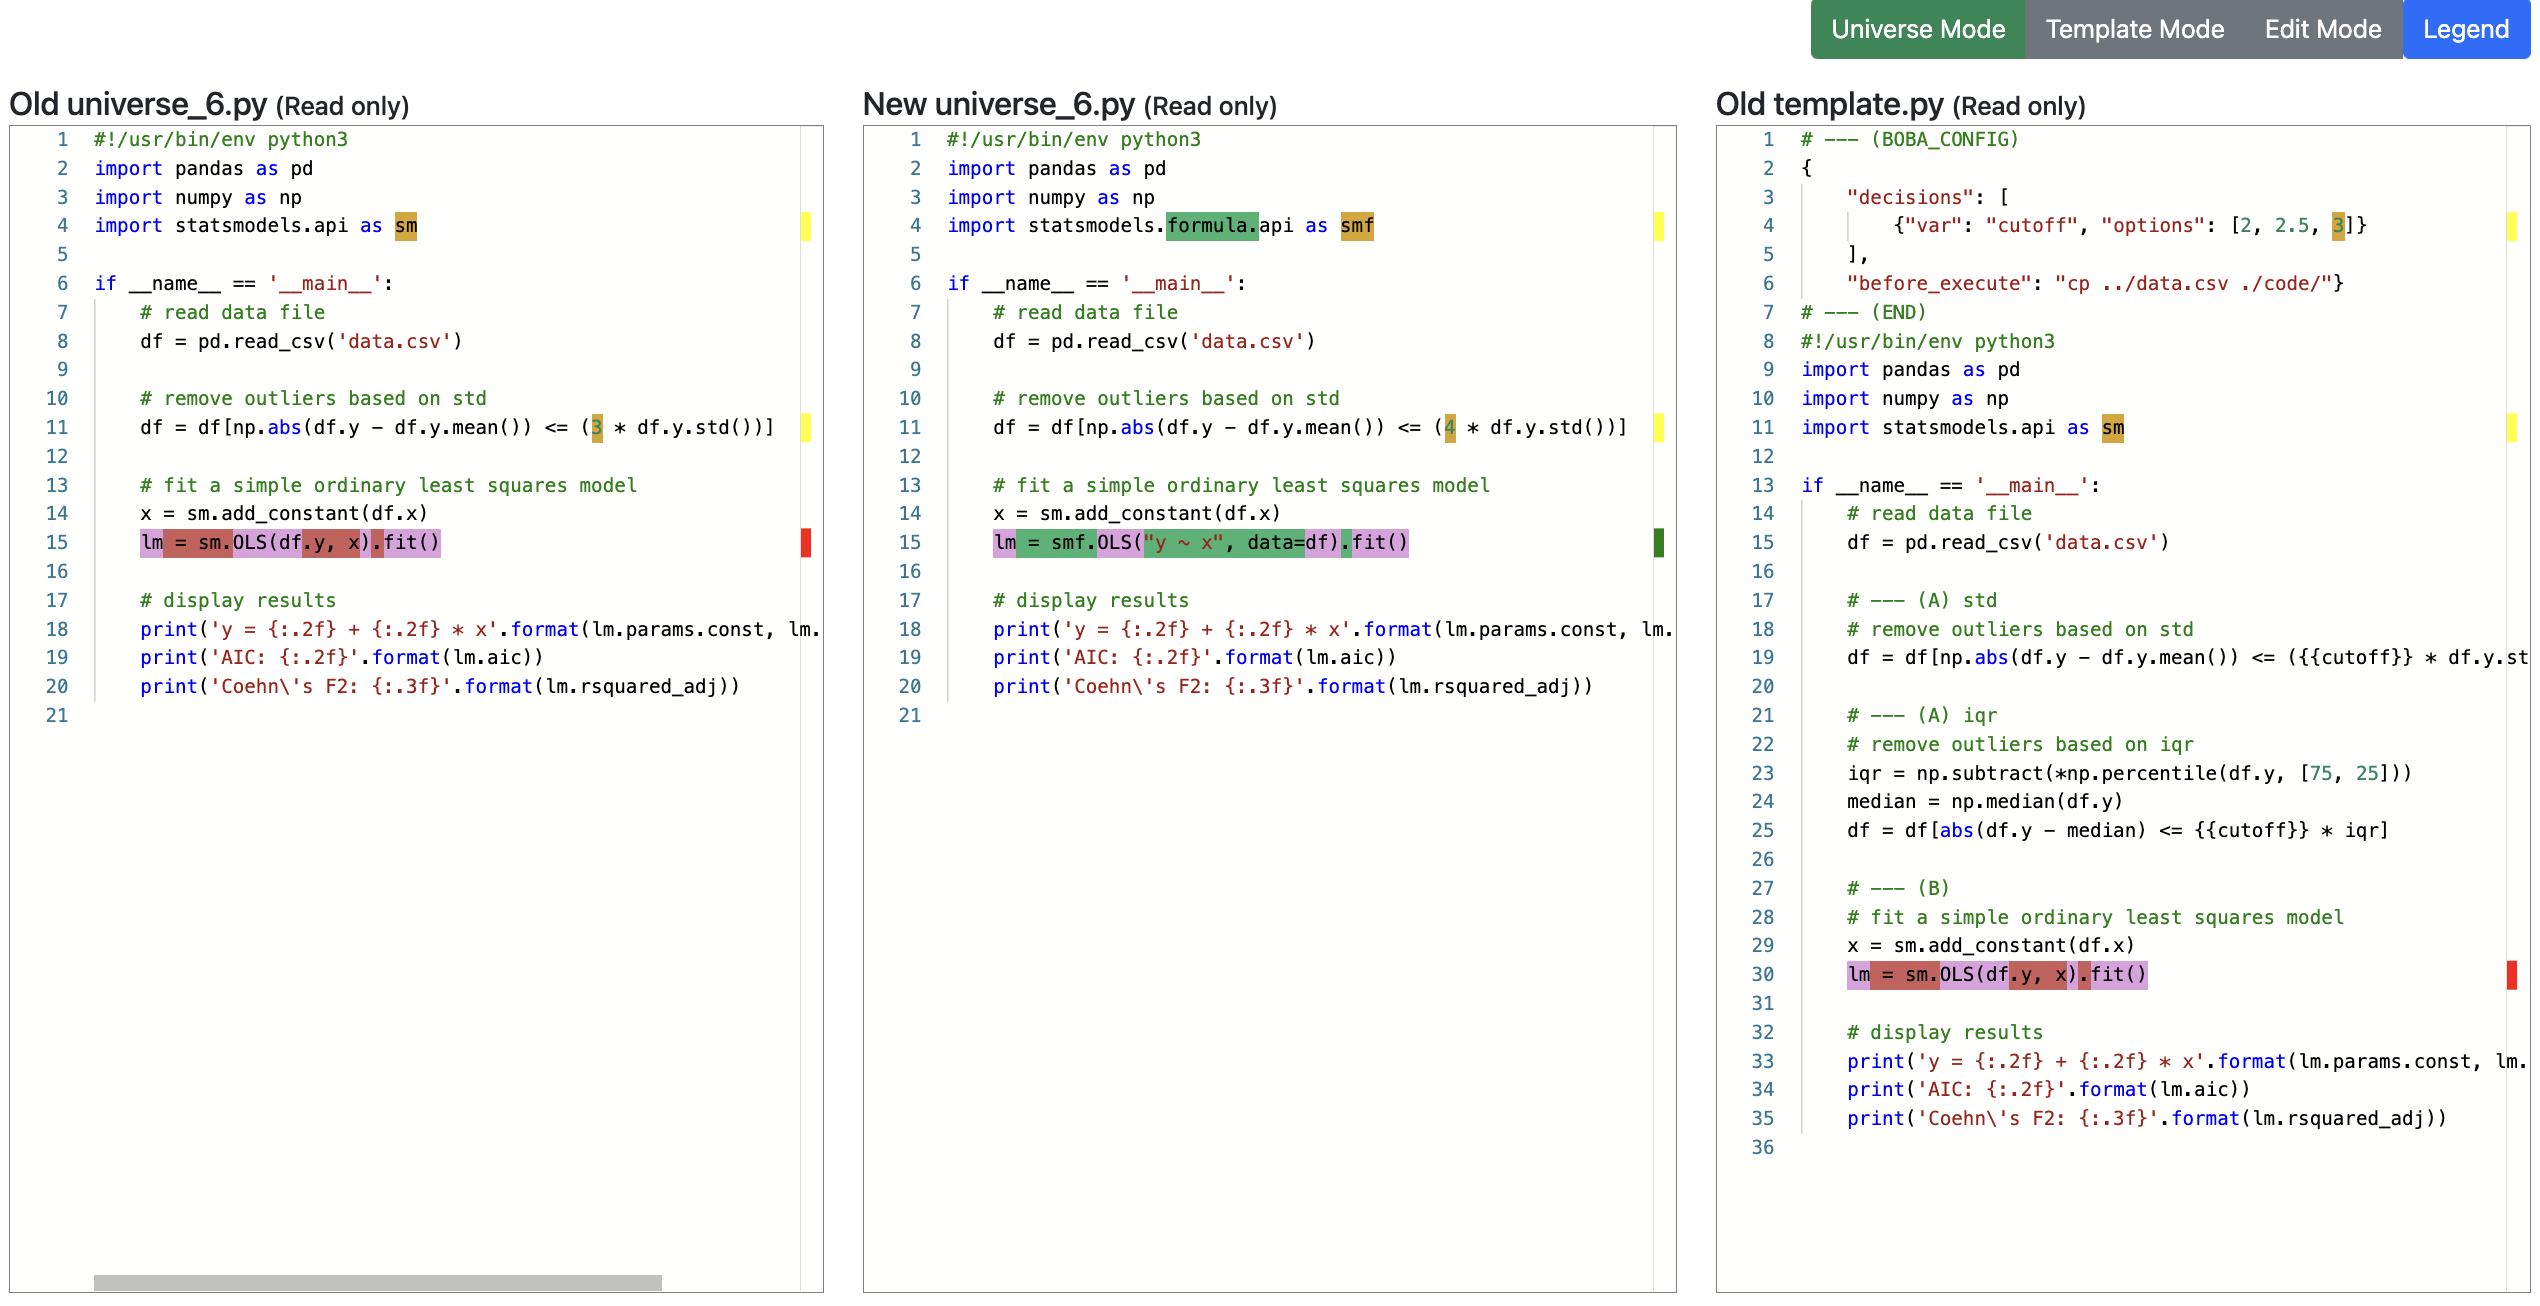 Universe Mode Template Mode Edit Mode Legend
Old universe_6.py (Read only)
1 #!/usr/bin/env python3
2 import pandas as pd
3 import numpy as np
4 import statsmodels.api as sm
5
6 if __name__ == '__main__':
7 # read data file
8 df = pd.read_csv('data.csv')
9
10 # remove outliers based on std
11 df = df[np.abs(df.y - df.y.mean()) <= (3 * df.y.std())]
12
13 # fit a simple ordinary least squares model
14 x = sm.add_constant(df.x)
15 lm = sm.OLS(df.y, x).fit()
16
17 # display results
18 print('y = {:.2f} + {:.2f} * x'.format(lm.params.const, lm.
19 print('AIC: {:.2f}'.format(lm.aic))
20 print('Coehn\'s F2: {:.3f}'.format(lm.rsquared_adj))
21
New universe_6.py (Read only)
1 #!/usr/bin/env python3
2 import pandas as pd
3 import numpy as np
4 import statsmodels.formula.api as smf
5
6 if __name__ == '__main__':
7 # read data file
8 df = pd.read_csv('data.csv')
9
10 # remove outliers based on std
11 df = df[np.abs(df.y - df.y.mean()) <= (4 * df.y.std())]
12
13 # fit a simple ordinary least squares model
14 x = sm.add_constant(df.x)
15 lm = smf.OLS("y ~ x", data=df).fit()
16
17 # display results
18 print('y = {:.2f} + {:.2f} * x'.format(lm.params.const, lm.
19 print('AIC: {:.2f}'.format(lm.aic))
20 print('Coehn\'s F2: {:.3f}'.format(lm.rsquared_adj))
21
Old template.py (Read only)
1 # --- (BOBA_CONFIG)
2 {
3 "decisions": [
4 {"var": "cutoff", "options": [2, 2.5, 3]}
5 ],
6 "before_execute": "cp ../data.csv ./code/"}
7 # --- (END)
8 #!/usr/bin/env python3
9 import pandas as pd
10 import numpy as np
11 import statsmodels.api as sm
12
13 if __name__ == '__main__':
14 # read data file
15 df = pd.read_csv('data.csv')
16
17 # --- (A) std
18 # remove outliers based on std
19 df = df[np.abs(df.y - df.y.mean()) <= ({{cutoff}} * df.y.st
20
21 # --- (A) iqr
22 # remove outliers based on iqr
23 iqr = np.subtract(*np.percentile(df.y, [75, 25]))
24 median = np.median(df.y)
25 df = df[abs(df.y - median) <= {{cutoff}} * iqr]
26
27 # --- (B)
28 # fit a simple ordinary least squares model
29 x = sm.add_constant(df.x)
30 lm = sm.OLS(df.y, x).fit()
31
32 # display results
33 print('y = {:.2f} + {:.2f} * x'.format(lm.params.const, lm.
34 print('AIC: {:.2f}'.format(lm.aic))
35 print('Coehn\'s F2: {:.3f}'.format(lm.rsquared_adj))
36